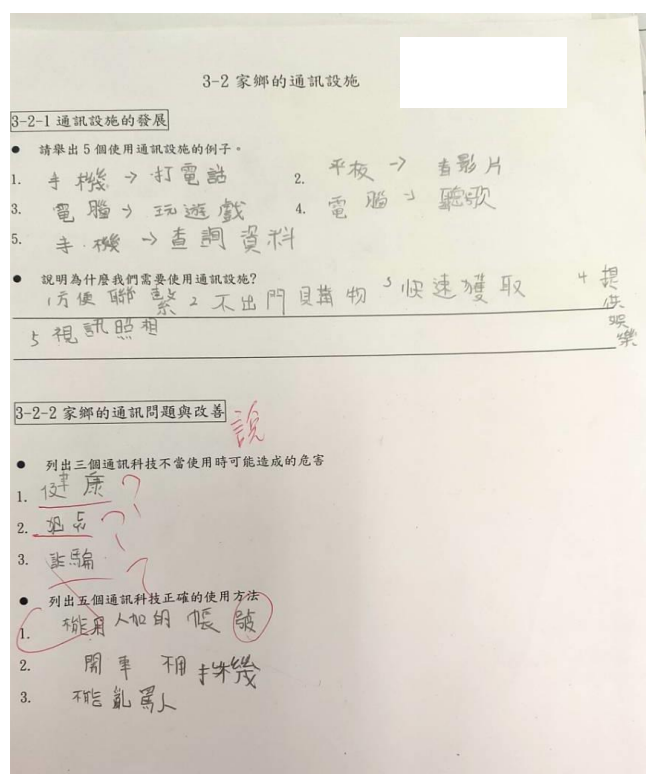 3-2 家鄉的通訊設施
3-2-1 通訊設施的發展
● 請舉出5個使用通訊設施的例子。
1. 手機→打電話 2. 平板→看影片
3. 電腦→玩遊戲 4. 電腦→聽歌
5. 手機→查詢資料
● 說明為什麼我們需要使用通訊設施?
1方便聯繫 2不出門購物 3快速獲取 4提供娛樂
5視訊照相
3-2-2 家鄉的通訊問題與改善
說
● 列出三個通訊科技不當使用時可能造成的危害
1. 健康 ?
2. ?
3. 詐騙 ?
● 列出五個通訊科技正確的使用方法
1. 不能用人加的帳號
2. 開車不用手機
3. 不能亂罵人